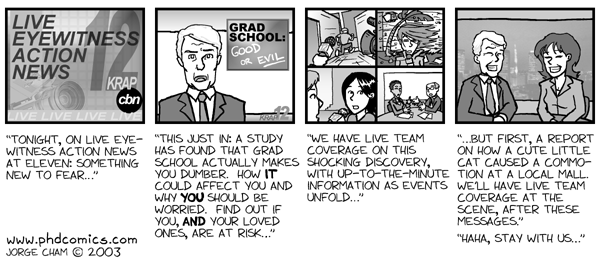 LIVE
EYEWITNESS
ACTION
NEWS
12
KRAP
cbn
LIVE LIVE LIVE LIVE LIVE
"TONIGHT, ON LIVE EYE-
WITNESS ACTION NEWS
AT ELEVEN: SOMETHING
NEW TO FEAR..."
GRAD
SCHOOL:
GOOD
OR EVIL
KRAP 12
"THIS JUST IN: A STUDY
HAS FOUND THAT GRAD
SCHOOL ACTUALLY MAKES
YOU DUMBER. HOW IT
COULD AFFECT YOU AND
WHY YOU SHOULD BE
WORRIED. FIND OUT IF
YOU, AND YOUR LOVED
ONES, ARE AT RISK..."
"WE HAVE LIVE TEAM
COVERAGE ON THIS
SHOCKING DISCOVERY,
WITH UP-TO-THE-MINUTE
INFORMATION AS EVENTS
UNFOLD..."
"...BUT FIRST, A REPORT
ON HOW A CUTE LITTLE
CAT CAUSED A COMMO-
TION AT A LOCAL MALL.
WE'LL HAVE LIVE TEAM
COVERAGE AT THE
SCENE, AFTER THESE
MESSAGES."
"HAHA, STAY WITH US..."
www.phdcomics.com
JORGE CHAM © 2003